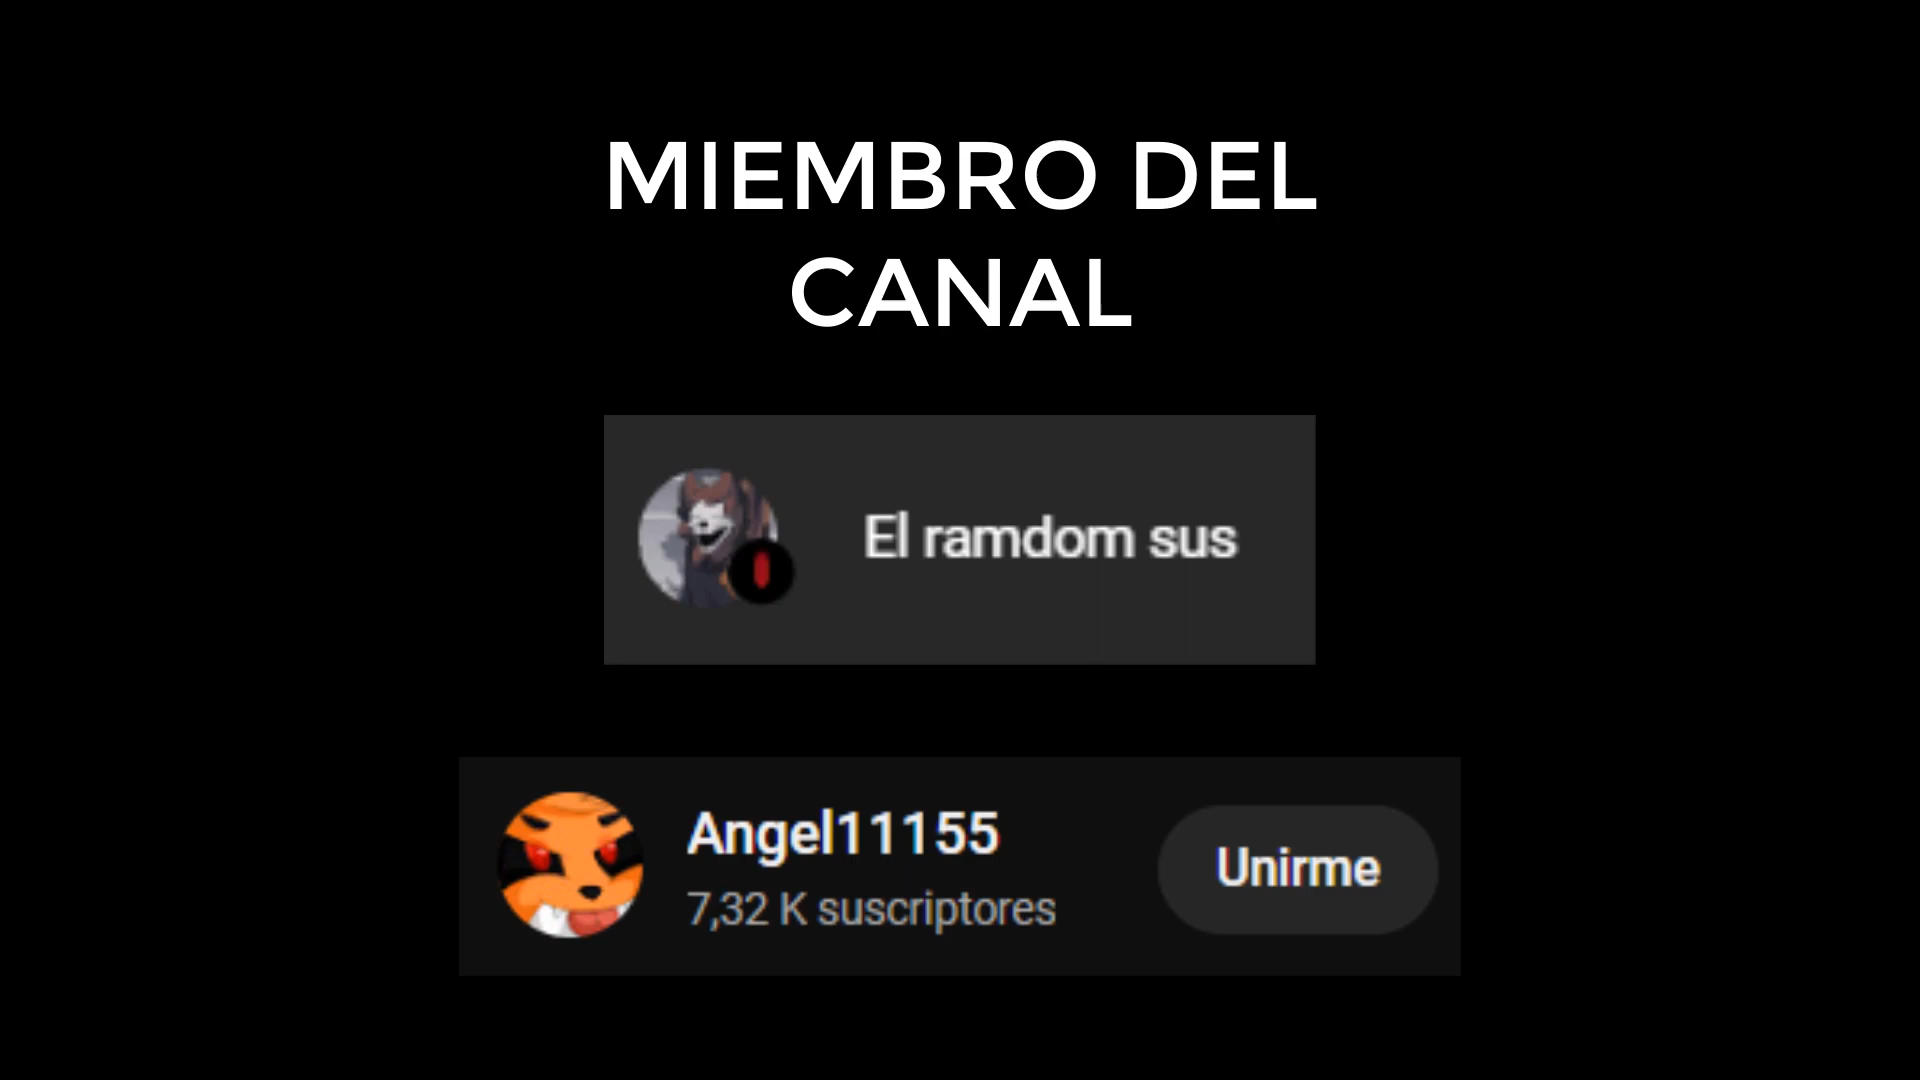 MIEMBRO DEL
CANAL
El ramdom sus
Angel11155
7,32 K suscriptores
Unirme